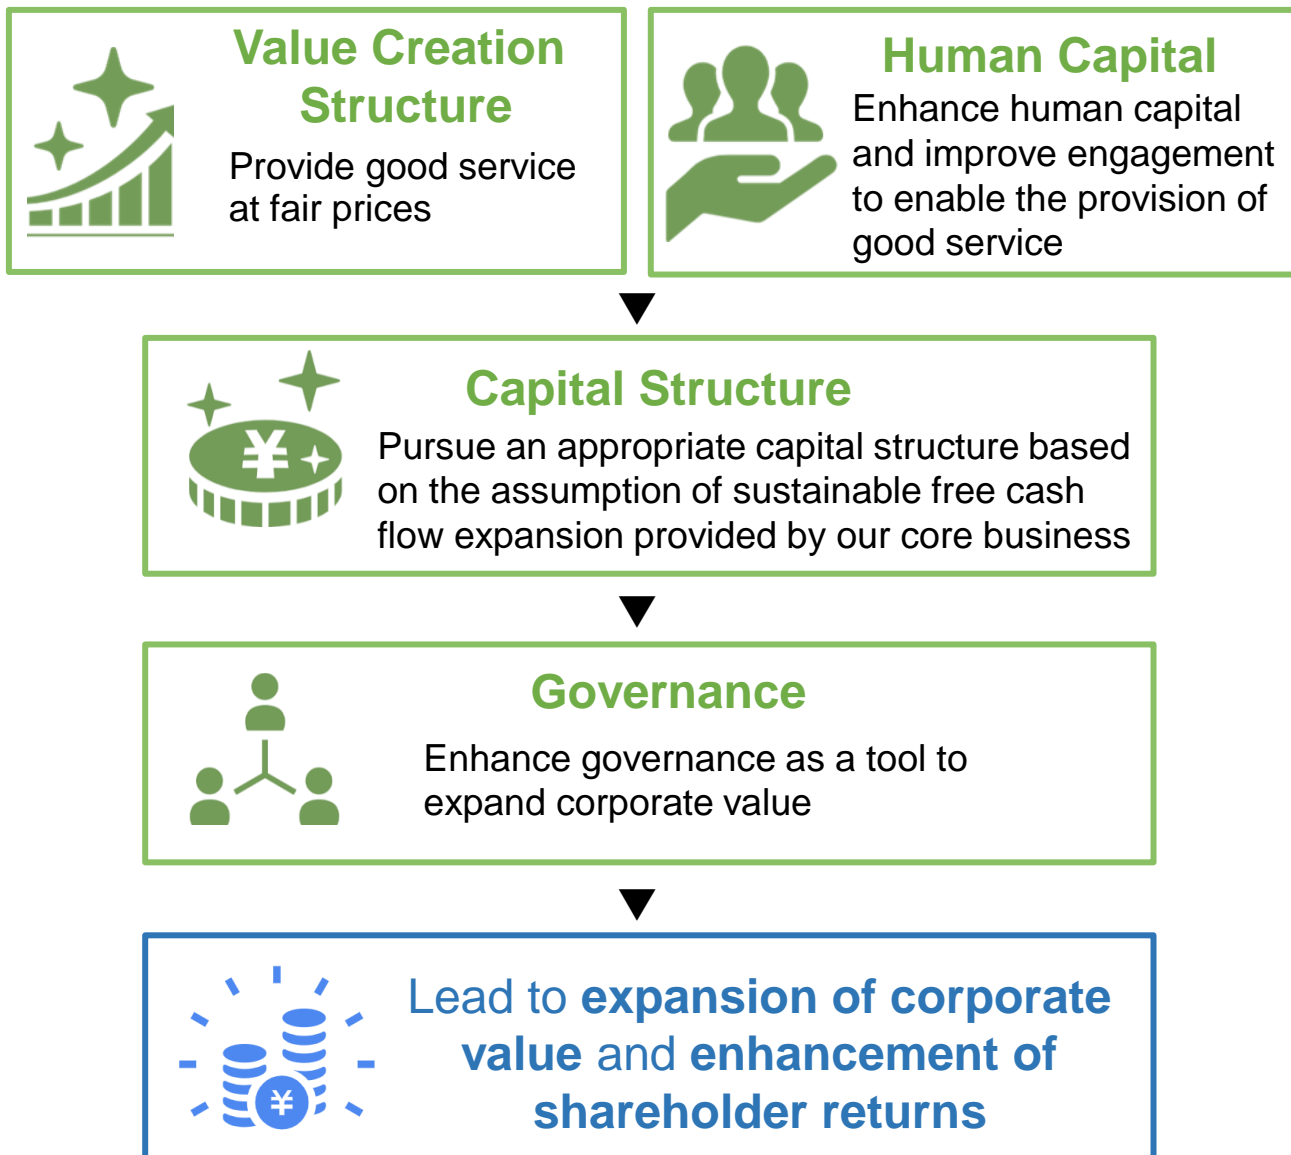 Value Creation
Structure
Provide good service
at fair prices
Human Capital
Enhance human capital
and improve engagement
to enable the provision of
good service
Capital Structure
¥
Pursue an appropriate capital structure based
on the assumption of sustainable free cash
flow expansion provided by our core business
Governance
Enhance governance as a tool to
expand corporate value
¥
Lead to expansion of corporate
value and enhancement of
shareholder returns